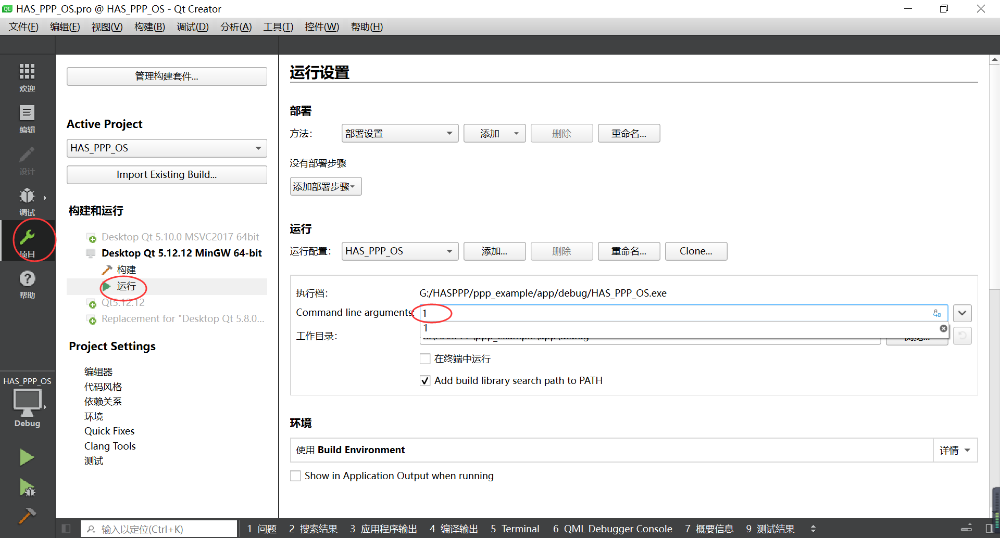 HAS_PPP_OS.pro @ HAS_PPP_OS - Qt Creator
文件(F) 编辑(E) 视图(V) 构建(B) 调试(D) 分析(A) 工具(T) 控件(W) 帮助(H)
欢迎
编辑
设计
调试
项目
帮助
HAS_PPP_OS
Debug
管理构建套件...
Active Project
HAS_PPP_OS
Import Existing Build...
构建和运行
Desktop Qt 5.10.0 MSVC2017 64bit
Desktop Qt 5.12.12 MinGW 64-bit
构建
运行
Qt5.12.12
Replacement for "Desktop Qt 5.8.0...
Project Settings
编辑器
代码风格
依赖关系
环境
Quick Fixes
Clang Tools
测试
运行设置
部署
方法: 部署设置 添加 删除 重命名...
没有部署步骤
添加部署步骤
运行
运行配置: HAS_PPP_OS 添加... 删除 重命名... Clone...
执行档: G:/HASPPP/ppp_example/app/debug/HAS_PPP_OS.exe
Command line arguments: 1
1
工作目录: G:\HASPPP\ppp_example\app\debug 浏览...
在终端中运行
Add build library search path to PATH
环境
使用 Build Environment 详情
Show in Application Output when running
输入以定位(Ctrl+K) 1 问题 2 搜索结果 3 应用程序输出 4 编译输出 5 Terminal 6 QML Debugger Console 7 概要信息 9 测试结果